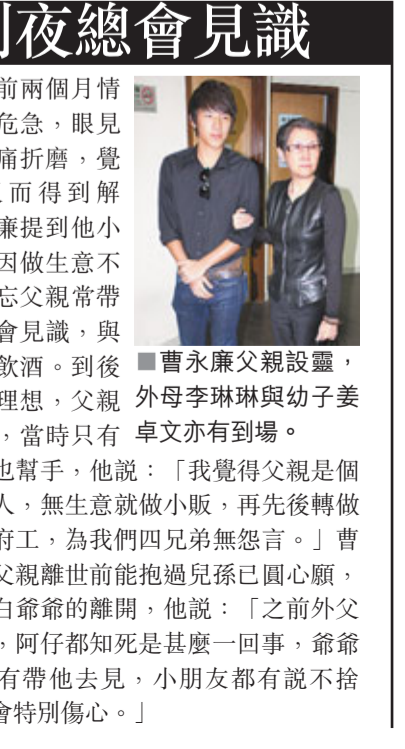 到夜總會見識
前兩個月情
危急，眼見
痛折磨，覺
而得到解
廉提到他小
因做生意不
忘父親常帶
會見識，與
飲酒。到後
理想，父親
，當時只有
■曹永廉父親設靈，
外母李琳琳與幼子姜
卓文亦有到場。
也幫手，他說：「我覺得父親是個
人，無生意就做小販，再先後轉做
府工，為我們四兄弟無怨言。」曹
父親離世前能抱過兒孫已圓心願，
白爺爺的離開，他說：「之前外父
，阿仔都知死是甚麼一回事，爺爺
有帶他去見，小朋友都有說不捨
會特別傷心。」